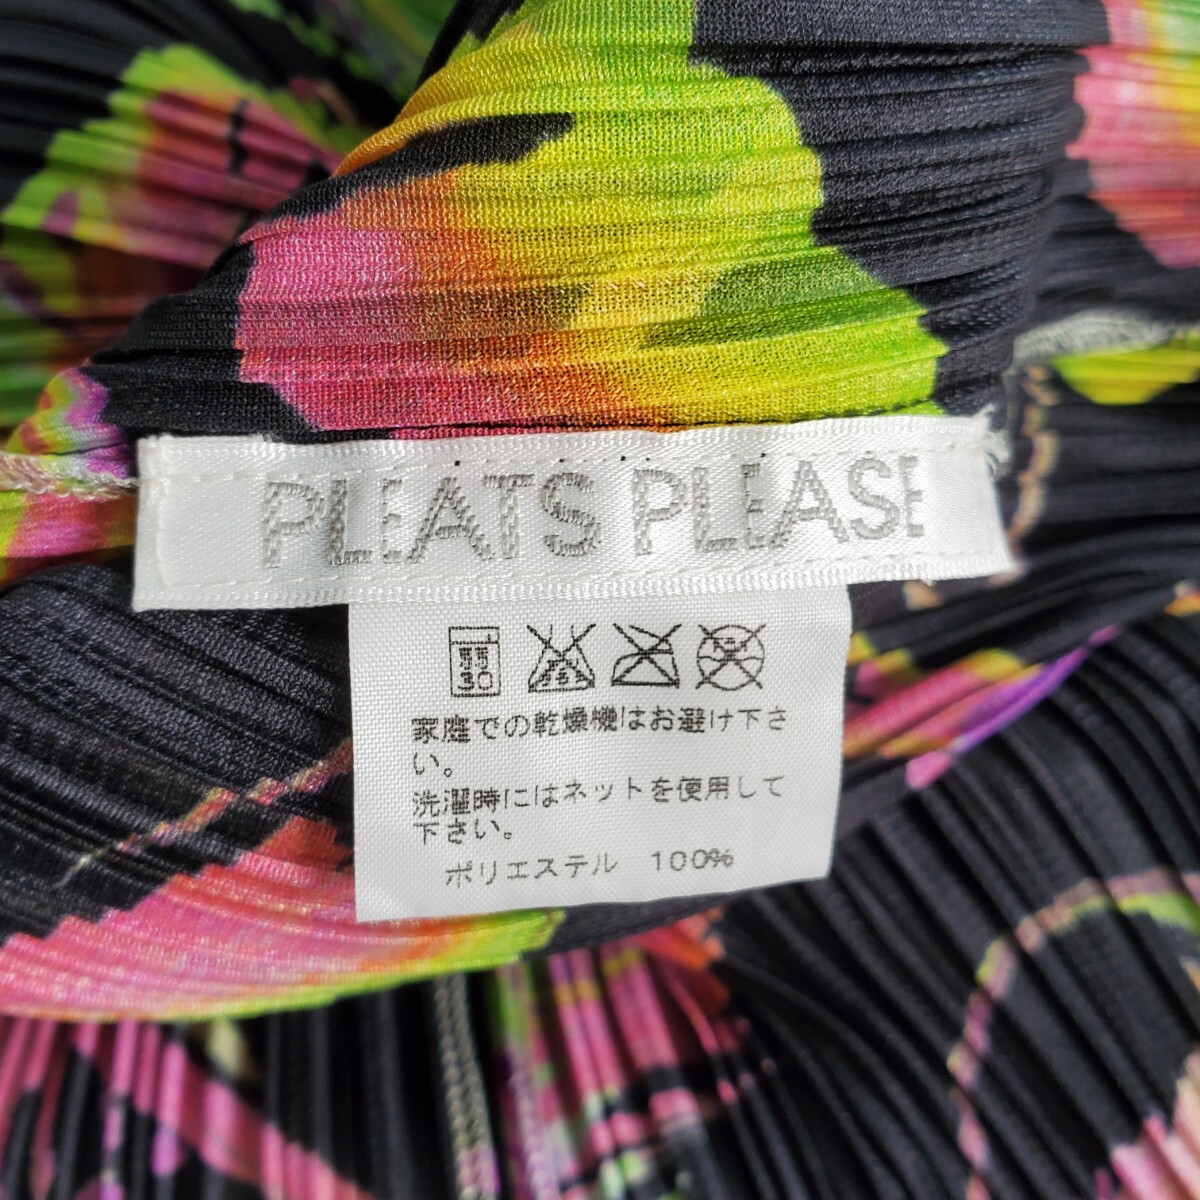 PLEATS PLEASE
弱
30
家庭での乾燥機はお避け下さ
い。
洗濯時にはネットを使用して
下さい。
ポリエステル 100%